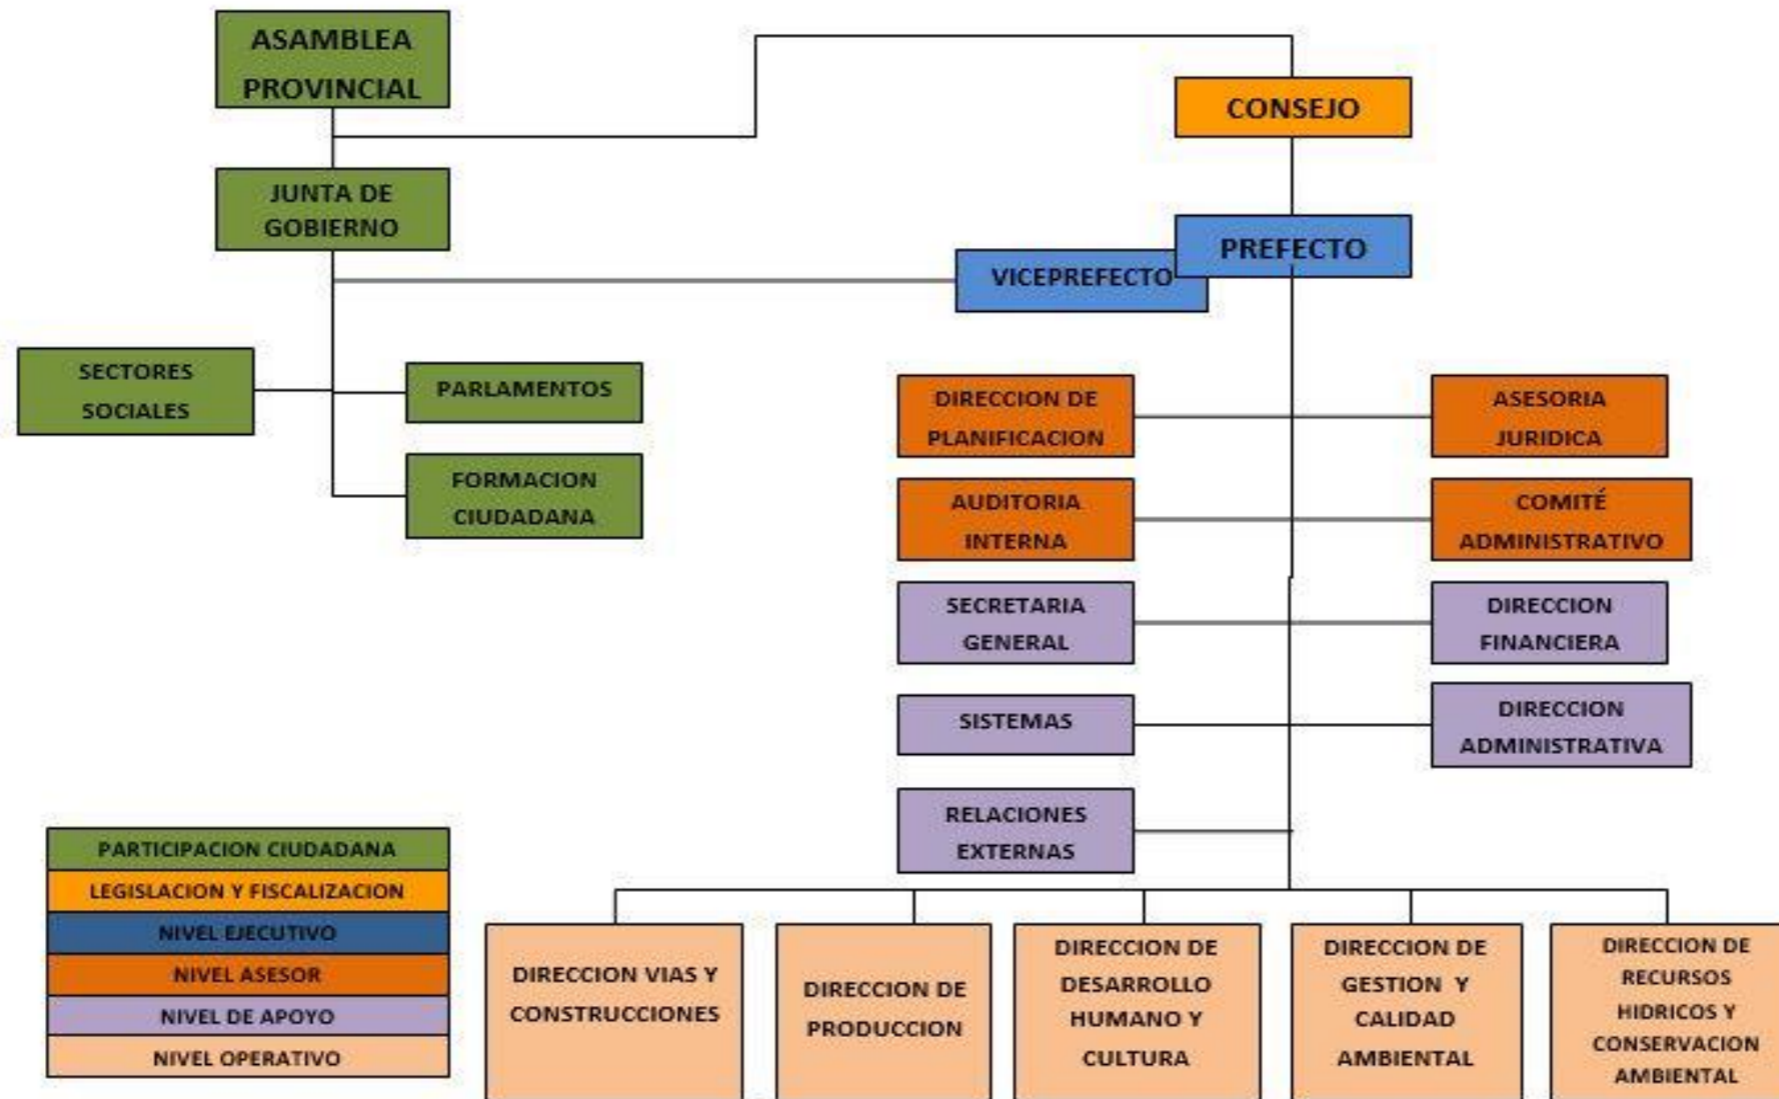 ASAMBLEA
PROVINCIAL
CONSEJO
JUNTA DE
GOBIERNO
PREFECTO
VICEPREFECTO
SECTORES
SOCIALES
PARLAMENTOS
FORMACION
CIUDADANA
DIRECCION DE
PLANIFICACION
ASESORIA
JURIDICA
AUDITORIA
INTERNA
COMITÉ
ADMINISTRATIVO
SECRETARIA
GENERAL
DIRECCION
FINANCIERA
SISTEMAS
DIRECCION
ADMINISTRATIVA
RELACIONES
EXTERNAS
PARTICIPACION CIUDADANA
LEGISLACION Y FISCALIZACION
NIVEL EJECUTIVO
NIVEL ASESOR
NIVEL DE APOYO
NIVEL OPERATIVO
DIRECCION VIAS Y
CONSTRUCCIONES
DIRECCION DE
PRODUCCION
DIRECCION DE
DESARROLLO
HUMANO Y
CULTURA
DIRECCION DE
GESTION Y
CALIDAD
AMBIENTAL
DIRECCION DE
RECURSOS
HIDRICOS Y
CONSERVACION
AMBIENTAL